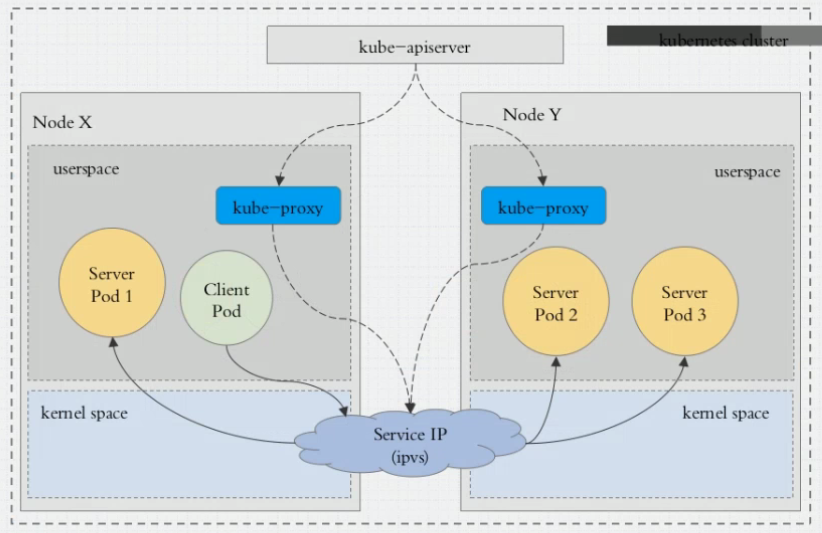 kube-apiserver
kubernetes cluster
Node X
Node Y
userspace
userspace
kube-proxy
kube-proxy
Server
Pod 1
Client
Pod
Server
Pod 2
Server
Pod 3
kernel space
kernel space
Service IP
(ipvs)